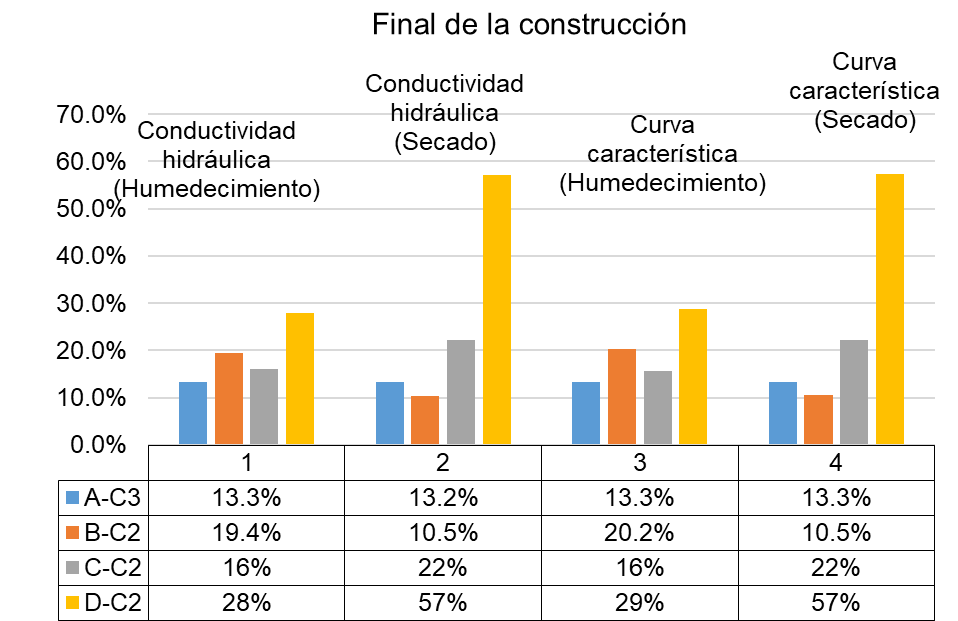 Final de la construcción
Curva
característica
(Secado)
Conductividad
hidráulica
(Secado)
Curva
característica
(Humedecimiento)
Conductividad
hidráulica
(Humedecimiento)
70.0%
60.0%
50.0%
40.0%
30.0%
20.0%
10.0%
0.0%
1 2 3 4
A-C3 13.3% 13.2% 13.3% 13.3%
B-C2 19.4% 10.5% 20.2% 10.5%
C-C2 16% 22% 16% 22%
D-C2 28% 57% 29% 57%